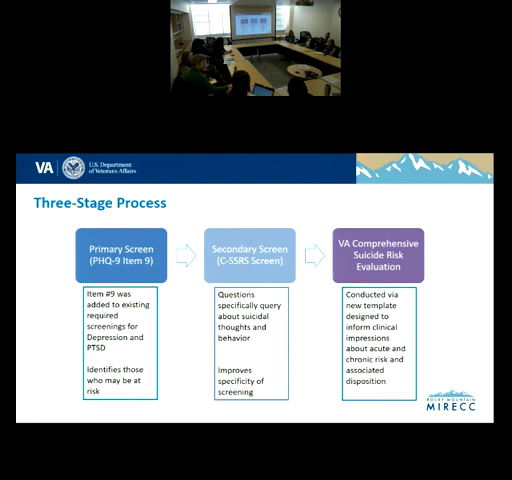 VA
U.S. Department
of Veterans Affairs
Three-Stage Process
Primary Screen
(PHQ-9 Item 9)
Secondary Screen
(C-SSRS Screen)
VA Comprehensive
Suicide Risk
Evaluation
Item #9 was
added to existing
required
screenings for
Depression and
PTSD
Identifies those
who may be at
risk
Questions
specifically query
about suicidal
thoughts and
behavior
Improves
specificity of
screening
Conducted via
new template
designed to
inform clinical
impressions
about acute and
chronic risk and
associated
disposition
ROCKY MOUNTAIN
MIRECC